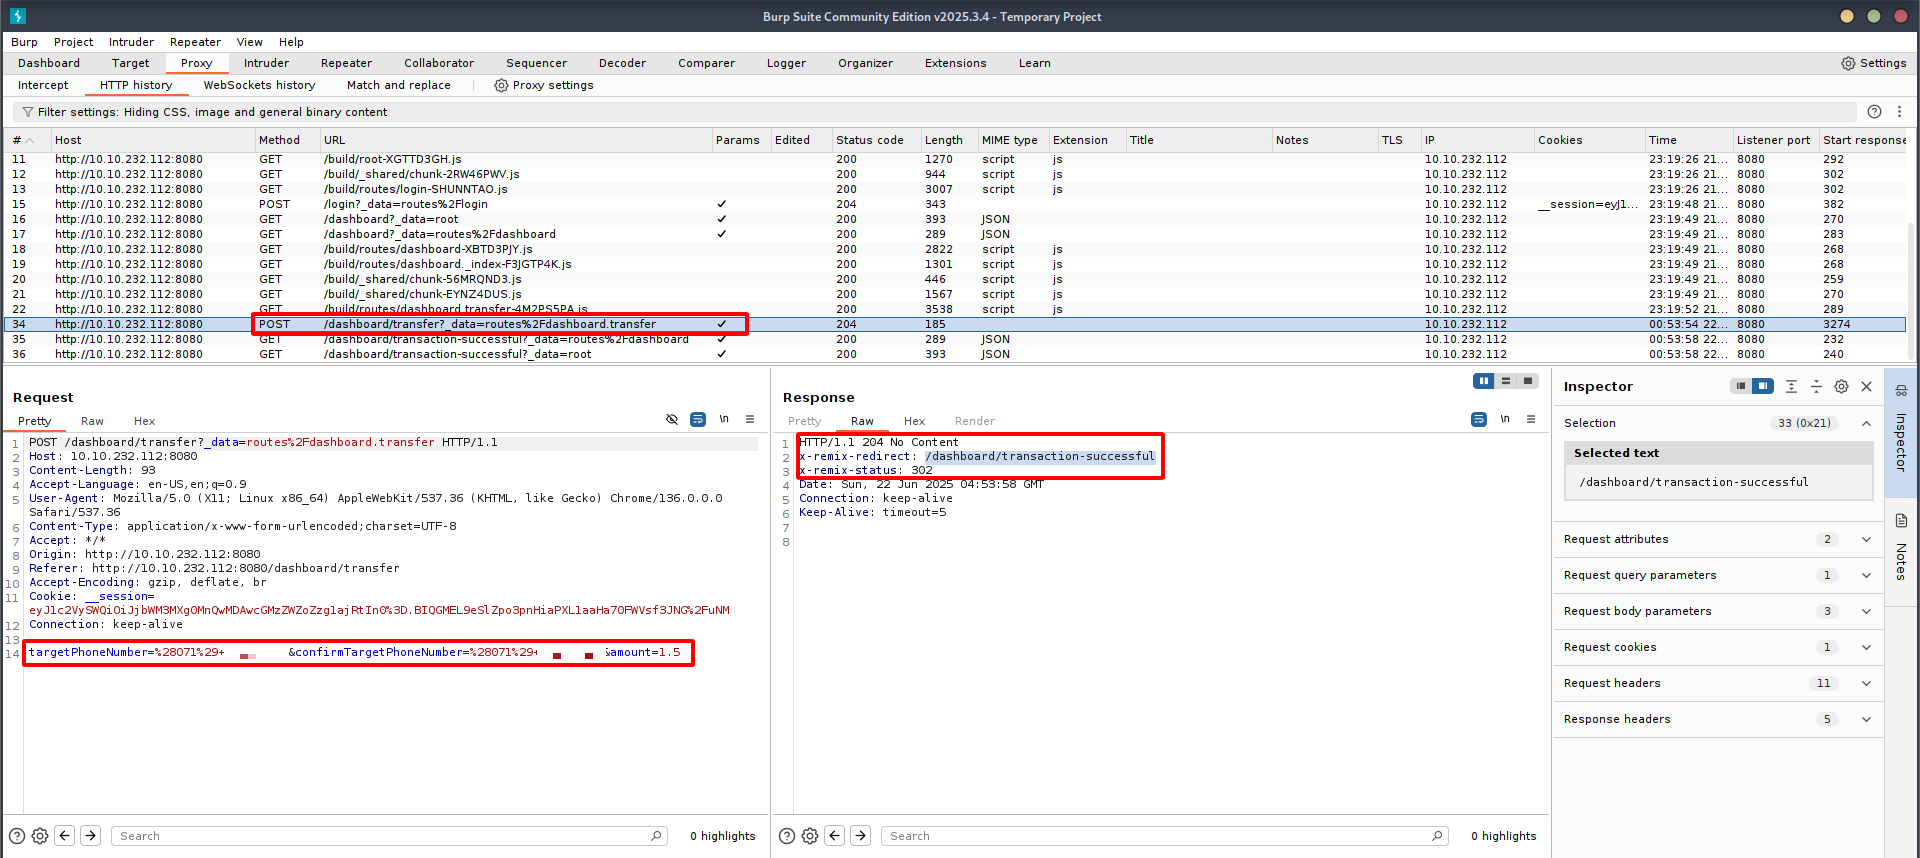 Burp Suite Community Edition v2025.3.4 - Temporary Project
Burp Project Intruder Repeater View Help
Dashboard Target Proxy Intruder Repeater Collaborator Sequencer Decoder Comparer Logger Organizer Extensions Learn Settings
Intercept HTTP history WebSockets history Match and replace Proxy settings
Filter settings: Hiding CSS, image and general binary content
# Host Method URL Params Edited Status code Length MIME type Extension Title Notes TLS IP Cookies Time Listener port Start response
11 http://10.10.232.112:8080 GET /build/root-XGTTD3GH.js 200 1270 script js 10.10.232.112 23:19:26 21... 8080 292
12 http://10.10.232.112:8080 GET /build/_shared/chunk-2RW46PWV.js 200 944 script js 10.10.232.112 23:19:26 21... 8080 302
13 http://10.10.232.112:8080 GET /build/routes/login-SHUNNTAO.js 200 3007 script js 10.10.232.112 23:19:26 21... 8080 302
15 http://10.10.232.112:8080 POST /login?_data=routes%2Flogin ✓ 204 343 10.10.232.112 __session=eyJ1... 23:19:48 21... 8080 382
16 http://10.10.232.112:8080 GET /dashboard?_data=root ✓ 200 393 JSON 10.10.232.112 23:19:49 21... 8080 270
17 http://10.10.232.112:8080 GET /dashboard?_data=routes%2Fdashboard ✓ 200 289 JSON 10.10.232.112 23:19:49 21... 8080 283
18 http://10.10.232.112:8080 GET /build/routes/dashboard-XBTD3PJY.js 200 2822 script js 10.10.232.112 23:19:49 21... 8080 268
19 http://10.10.232.112:8080 GET /build/routes/dashboard._index-F3JGTP4K.js 200 1301 script js 10.10.232.112 23:19:49 21... 8080 268
20 http://10.10.232.112:8080 GET /build/_shared/chunk-56MRQND3.js 200 446 script js 10.10.232.112 23:19:49 21... 8080 259
21 http://10.10.232.112:8080 GET /build/_shared/chunk-EYNZ4DUS.js 200 1567 script js 10.10.232.112 23:19:49 21... 8080 270
22 http://10.10.232.112:8080 GET /build/routes/dashboard.transfer-4M2PS5PA.js 200 3538 script js 10.10.232.112 23:19:52 21... 8080 289
34 http://10.10.232.112:8080 POST /dashboard/transfer?_data=routes%2Fdashboard.transfer ✓ 204 185 10.10.232.112 00:53:54 22... 8080 3274
35 http://10.10.232.112:8080 GET /dashboard/transaction-successful?_data=routes%2Fdashboard ✓ 200 289 JSON 10.10.232.112 00:53:58 22... 8080 232
36 http://10.10.232.112:8080 GET /dashboard/transaction-successful?_data=root ✓ 200 393 JSON 10.10.232.112 00:53:58 22... 8080 240
Request
Pretty Raw Hex \n
1 POST /dashboard/transfer?_data=routes%2Fdashboard.transfer HTTP/1.1
2 Host: 10.10.232.112:8080
3 Content-Length: 93
4 Accept-Language: en-US,en;q=0.9
5 User-Agent: Mozilla/5.0 (X11; Linux x86_64) AppleWebKit/537.36 (KHTML, like Gecko) Chrome/136.0.0.0
Safari/537.36
6 Content-Type: application/x-www-form-urlencoded;charset=UTF-8
7 Accept: */*
8 Origin: http://10.10.232.112:8080
9 Referer: http://10.10.232.112:8080/dashboard/transfer
10 Accept-Encoding: gzip, deflate, br
11 Cookie: __session=
12 Connection: keep-alive
13
14 targetPhoneNumber=%28071%29+ &confirmTargetPhoneNumber=%28071%29+ &amount=1.5
Search 0 highlights
Response
Pretty Raw Hex Render \n
1 HTTP/1.1 204 No Content
2 x-remix-redirect: /dashboard/transaction-successful
3 x-remix-status: 302
4 Date: Sun, 22 Jun 2025 04:53:58 GMT
5 Connection: keep-alive
6 Keep-Alive: timeout=5
7
8
Search 0 highlights
Inspector
Selection 33 (0x21)
Selected text
/dashboard/transaction-successful
Request attributes 2
Request query parameters 1
Request body parameters 3
Request cookies 1
Request headers 11
Response headers 5
Inspector
Notes